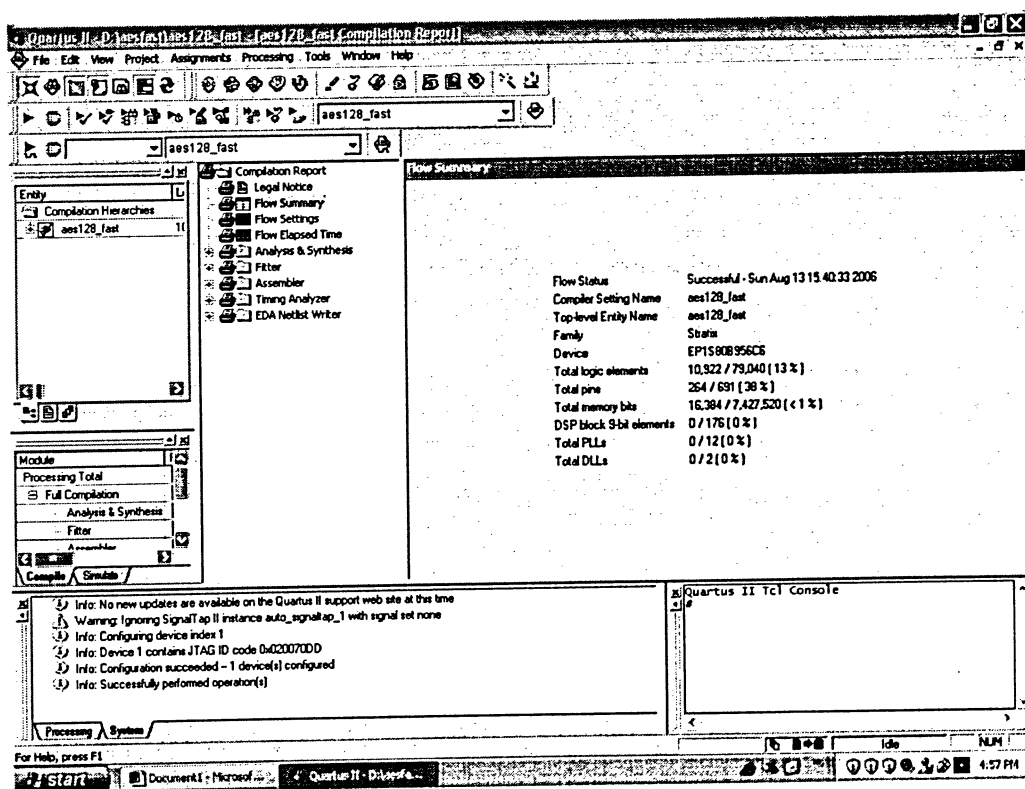 Quartus II - D:\aesfast\aes128_fast - [aes128_fast Compilation Report]
File Edit View Project Assignments Processing Tools Window Help
aes128_fast
aes128_fast
Entity
L
Compilation Hierarchies
aes128_fast
Compilation Report
Legal Notice
Flow Summary
Flow Settings
Flow Elapsed Time
Analysis & Synthesis
Fitter
Assembler
Timing Analyzer
EDA Netlist Writer
Flow Summary
Flow Status Successful - Sun Aug 13 15:40:33 2006
Compiler Setting Name aes128_fast
Top-level Entity Name aes128_fast
Family Stratix
Device EP1S80B956C6
Total logic elements 10,922 / 79,040 ( 13 % )
Total pins 264 / 691 ( 38 % )
Total memory bits 16,384 / 7,427,520 ( < 1 % )
DSP block 9-bit elements 0 / 176 ( 0 % )
Total PLLs 0 / 12 ( 0 % )
Total DLLs 0 / 2 ( 0 % )
Module
Processing Total
Full Compilation
Analysis & Synthesis
Fitter
Assembler
Compile Simulate
Info: No new updates are available on the Quartus II support web site at this time
Warning: Ignoring SignalTap II instance auto_signaltap_1 with signal set none
Info: Configuring device index 1
Info: Device 1 contains JTAG ID code 0x020070DD
Info: Configuration succeeded -- 1 device(s) configured
Info: Successfully performed operation(s)
Processing System
Quartus II Tcl Console
#
For Help, press F1
Idle
NUM
start
Document1 - Microsof...
Quartus II - D:\aesfa...
4:57 PM